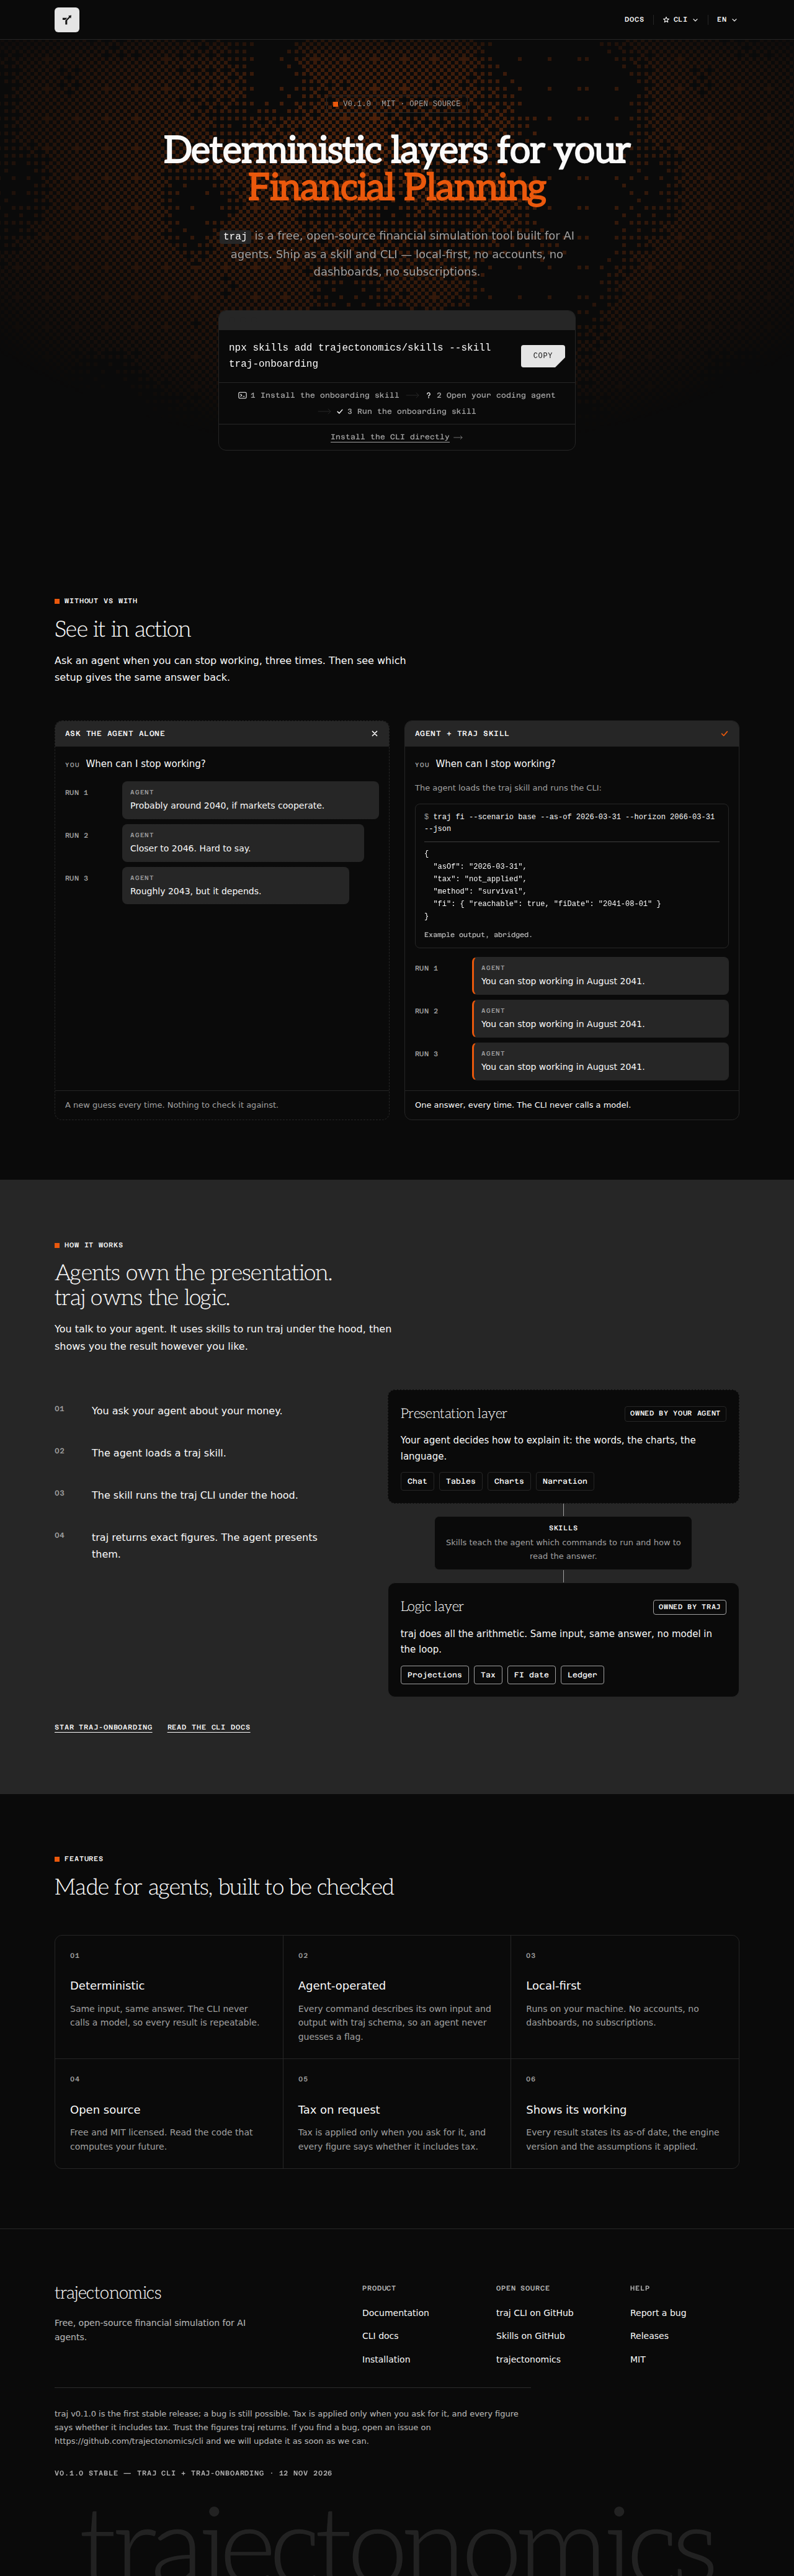 DOCS
CLI
EN
V0.1.0 MIT · OPEN SOURCE
Deterministic layers for your
Financial Planning
traj is a free, open-source financial simulation tool built for AI
agents. Ship as a skill and CLI — local-first, no accounts, no
dashboards, no subscriptions.
npx skills add trajectonomics/skills --skill
traj-onboarding
COPY
1 Install the onboarding skill
? 2 Open your coding agent
3 Run the onboarding skill
Install the CLI directly
WITHOUT VS WITH
See it in action
Ask an agent when you can stop working, three times. Then see which
setup gives the same answer back.
ASK THE AGENT ALONE
YOU When can I stop working?
RUN 1
AGENT
Probably around 2040, if markets cooperate.
RUN 2
AGENT
Closer to 2046. Hard to say.
RUN 3
AGENT
Roughly 2043, but it depends.
A new guess every time. Nothing to check it against.
AGENT + TRAJ SKILL
YOU When can I stop working?
The agent loads the traj skill and runs the CLI:
$ traj fi --scenario base --as-of 2026-03-31 --horizon 2066-03-31
--json
{
"asOf": "2026-03-31",
"tax": "not_applied",
"method": "survival",
"fi": { "reachable": true, "fiDate": "2041-08-01" }
}
Example output, abridged.
RUN 1
AGENT
You can stop working in August 2041.
RUN 2
AGENT
You can stop working in August 2041.
RUN 3
AGENT
You can stop working in August 2041.
One answer, every time. The CLI never calls a model.
HOW IT WORKS
Agents own the presentation.
traj owns the logic.
You talk to your agent. It uses skills to run traj under the hood, then
shows you the result however you like.
01 You ask your agent about your money.
02 The agent loads a traj skill.
03 The skill runs the traj CLI under the hood.
04 traj returns exact figures. The agent presents
them.
Presentation layer
OWNED BY YOUR AGENT
Your agent decides how to explain it: the words, the charts, the
language.
Chat Tables Charts Narration
SKILLS
Skills teach the agent which commands to run and how to
read the answer.
Logic layer
OWNED BY TRAJ
traj does all the arithmetic. Same input, same answer, no model in
the loop.
Projections Tax FI date Ledger
STAR TRAJ-ONBOARDING READ THE CLI DOCS
FEATURES
Made for agents, built to be checked
01
Deterministic
Same input, same answer. The CLI never
calls a model, so every result is repeatable.
02
Agent-operated
Every command describes its own input and
output with traj schema, so an agent never
guesses a flag.
03
Local-first
Runs on your machine. No accounts, no
dashboards, no subscriptions.
04
Open source
Free and MIT licensed. Read the code that
computes your future.
05
Tax on request
Tax is applied only when you ask for it, and
every figure says whether it includes tax.
06
Shows its working
Every result states its as-of date, the engine
version and the assumptions it applied.
trajectonomics
Free, open-source financial simulation for AI
agents.
PRODUCT
Documentation
CLI docs
Installation
OPEN SOURCE
traj CLI on GitHub
Skills on GitHub
trajectonomics
HELP
Report a bug
Releases
MIT
traj v0.1.0 is the first stable release; a bug is still possible. Tax is applied only when you ask for it, and every figure
says whether it includes tax. Trust the figures traj returns. If you find a bug, open an issue on
https://github.com/trajectonomics/cli and we will update it as soon as we can.
V0.1.0 STABLE — TRAJ CLI + TRAJ-ONBOARDING · 12 NOV 2026
trajectonomics